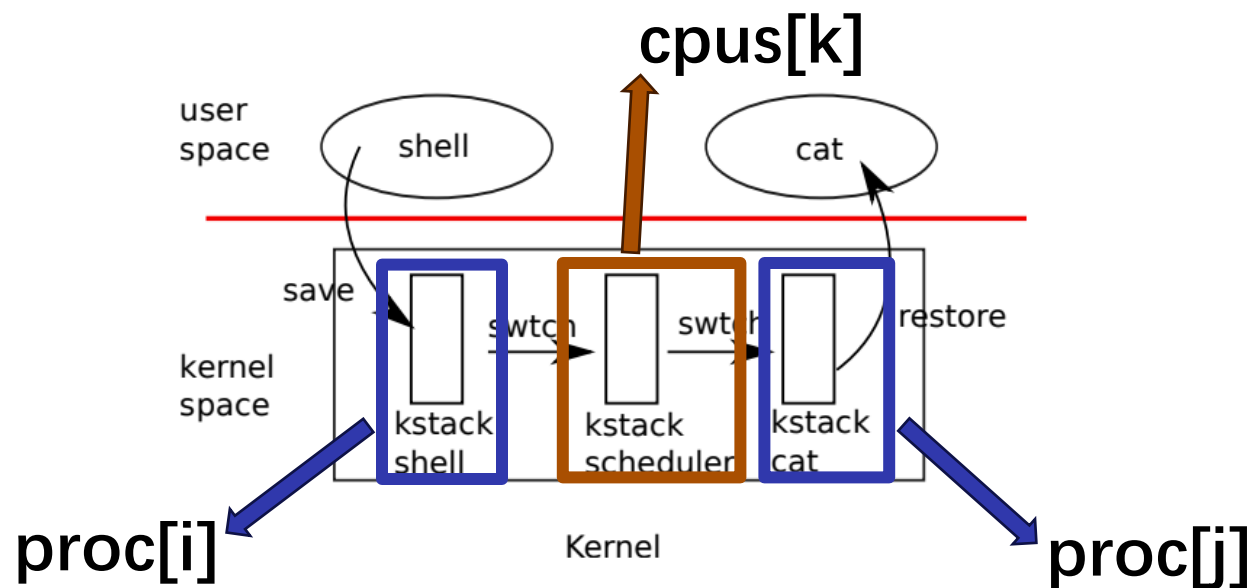 cpus[k]
user
space
shell
cat
save
swtch
swtch
restore
kernel
space
kstack
shell
kstack
scheduler
kstack
cat
proc[i]
Kernel
proc[j]